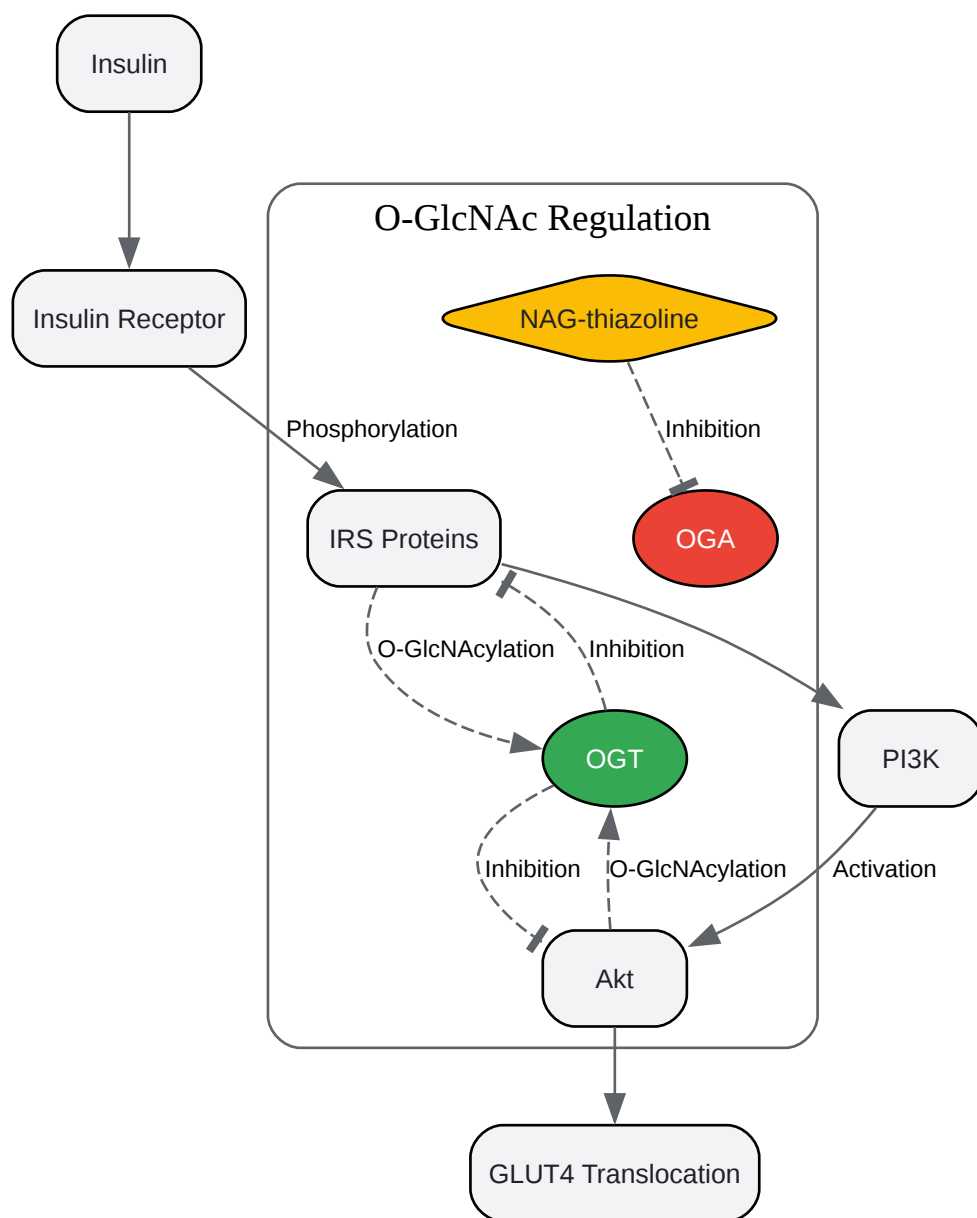 Insulin
O-GlcNAc Regulation
Insulin Receptor
NAG-thiazoline
Phosphorylation
Inhibition
IRS Proteins
OGA
O-GlcNAcylation
Inhibition
OGT
PI3K
Inhibition
O-GlcNAcylation
Activation
Akt
GLUT4 Translocation